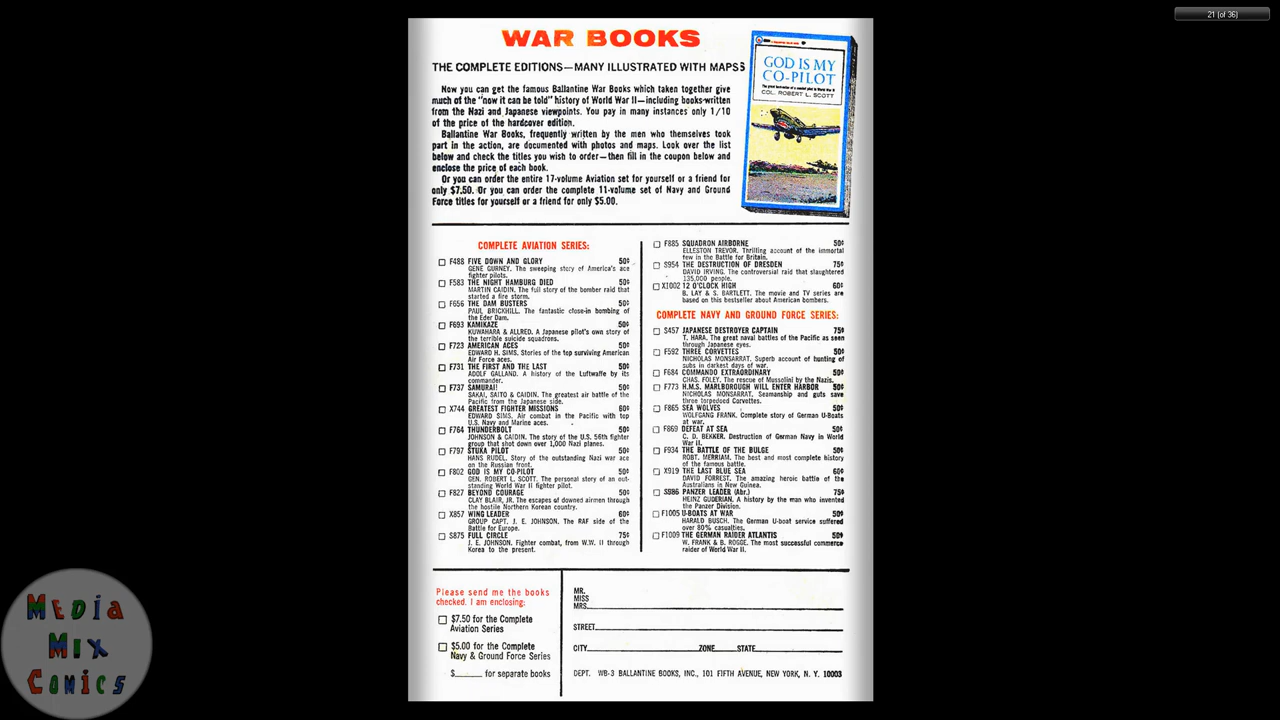 21 (of 36)
WAR BOOKS
THE COMPLETE EDITIONS—MANY ILLUSTRATED WITH MAPS
GOD IS MY
CO-PILOT
COL. ROBERT L. SCOTT
Now you can get the famous Ballantine War Books which taken together give
much of the "now it can be told" history of World War II—including books written
from the Nazi and Japanese viewpoints. You pay in many instances only 1/10
of the price of the hardcover edition.
Ballantine War Books, frequently written by the men who themselves took
part in the action, are documented with photos and maps. Look over the list
below and check the titles you wish to order—then fill in the coupon below and
enclose the price of each book.
Or you can order the entire 17-volume Aviation set for yourself or a friend for
only $7.50. Or you can order the complete 11-volume set of Navy and Ground
Force titles for yourself or a friend for only $5.00.
COMPLETE AVIATION SERIES:
F488 FIVE DOWN AND GLORY 50¢
GENE GURNEY. The sweeping story of America's ace
fighter pilots.
F583 THE NIGHT HAMBURG DIED 50¢
MARTIN CAIDIN. The full story of the bomber raid that
started a fire storm.
F656 THE DAM BUSTERS 50¢
PAUL BRICKHILL. The fantastic close-in bombing of
the Eder Dam.
F693 KAMIKAZE 50¢
KUWAHARA & ALLRED. A Japanese pilot's own story of
the terrible suicide squadrons.
F723 AMERICAN ACES 50¢
EDWARD H. SIMS. Stories of the top surviving American
Air Force aces.
F731 THE FIRST AND THE LAST 50¢
ADOLF GALLAND. A history of the Luftwaffe by its
commander.
F737 SAMURAI! 50¢
SAKAI, SAITO & CAIDIN. The greatest air battle of the
Pacific from the Japanese side.
X744 GREATEST FIGHTER MISSIONS 60¢
EDWARD SIMS. Air combat in the Pacific with top
U.S. Navy and Marine aces.
F764 THUNDERBOLT 50¢
JOHNSON & CAIDIN. The story of the U.S. 56th fighter
group that shot down over 1,000 Nazi planes.
F797 STUKA PILOT 50¢
HANS RUDEL. Story of the outstanding Nazi war ace
on the Russian front.
F802 GOD IS MY CO-PILOT 50¢
GEN. ROBERT L. SCOTT. The personal story of an out-
standing World War II fighter pilot.
F827 BEYOND COURAGE 50¢
CLAY BLAIR, JR. The escapes of downed airmen through
the hostile Northern Korean country.
X857 WING LEADER 60¢
GROUP CAPT. J. E. JOHNSON. The RAF side of the
Battle for Europe.
S875 FULL CIRCLE 75¢
J. E. JOHNSON. Fighter combat, from W.W. II through
Korea to the present.
F885 SQUADRON AIRBORNE 50¢
ELLESTON TREVOR. Thrilling account of the immortal
few in the Battle for Britain.
S954 THE DESTRUCTION OF DRESDEN 75¢
DAVID IRVING. The controversial raid that slaughtered
135,000 people.
X1002 12 O'CLOCK HIGH 60¢
B. LAY & S. BARTLETT. The movie and TV series are
based on this bestseller about American bombers.
COMPLETE NAVY AND GROUND FORCE SERIES:
S457 JAPANESE DESTROYER CAPTAIN 75¢
T. HARA. The great naval battles of the Pacific as seen
through Japanese eyes.
F592 THREE CORVETTES 50¢
NICHOLAS MONSARRAT. Superb account of hunting of
subs in darkest days of war.
F684 COMMANDO EXTRAORDINARY 50¢
CHAS. FOLEY. The rescue of Mussolini by the Nazis.
F773 H.M.S. MARLBOROUGH WILL ENTER HARBOR 50¢
NICHOLAS MONSARRAT. Seamanship and guts save
three torpedoed Corvettes.
F865 SEA WOLVES 50¢
WOLFGANG FRANK. Complete story of German U-Boats
at war.
F869 DEFEAT AT SEA 50¢
C. D. BEKKER. Destruction of German Navy in World
War II.
F934 THE BATTLE OF THE BULGE 50¢
ROBT. MERRIAM. The best and most complete history
of the famous battle.
X919 THE LAST BLUE SEA 60¢
DAVID FORREST. The amazing heroic battle of the
Australians in New Guinea.
S986 PANZER LEADER (Abr.) 75¢
HEINZ GUDERIAN. A history by the man who invented
the Panzer Division.
F1005 U-BOATS AT WAR 50¢
HARALD BUSCH. The German U-boat service suffered
over 80% casualties.
F1009 THE GERMAN RAIDER ATLANTIS 50¢
W. FRANK & B. ROGGE. The most successful commerce
raider of World War II.
Please send me the books
checked. I am enclosing:
$7.50 for the Complete
Aviation Series
$5.00 for the Complete
Navy & Ground Force Series
$______ for separate books
MR.
MISS
MRS.
STREET
CITY ZONE STATE
DEPT. WB-3 BALLANTINE BOOKS, INC., 101 FIFTH AVENUE, NEW YORK, N. Y. 10003
MEDiA
MiX
COMiCS